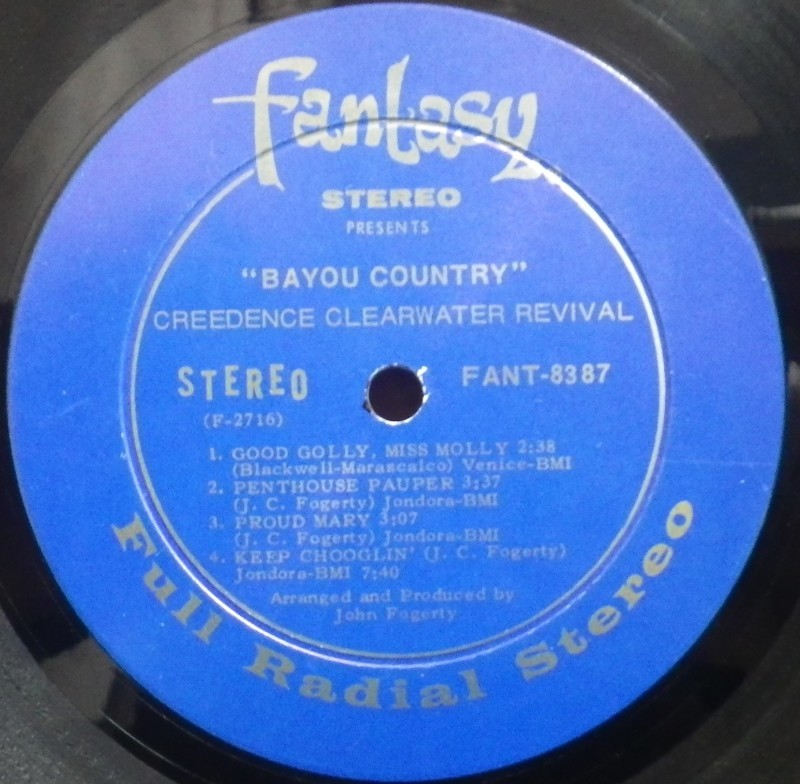 fantasy
STEREO
PRESENTS
“BAYOU COUNTRY”
CREEDENCE CLEARWATER REVIVAL
STEREO FANT-8387
(F-2716)
1. GOOD GOLLY, MISS MOLLY 2:38
(Blackwell-Marascalco) Venice-BMI
2. PENTHOUSE PAUPER 3:37
(J. C. Fogerty) Jondora-BMI
3. PROUD MARY 3:07
(J. C. Fogerty) Jondora-BMI
4. KEEP CHOOGLIN' (J. C. Fogerty)
Jondora-BMI 7:40
Arranged and Produced by
John Fogerty
Full Radial Stereo